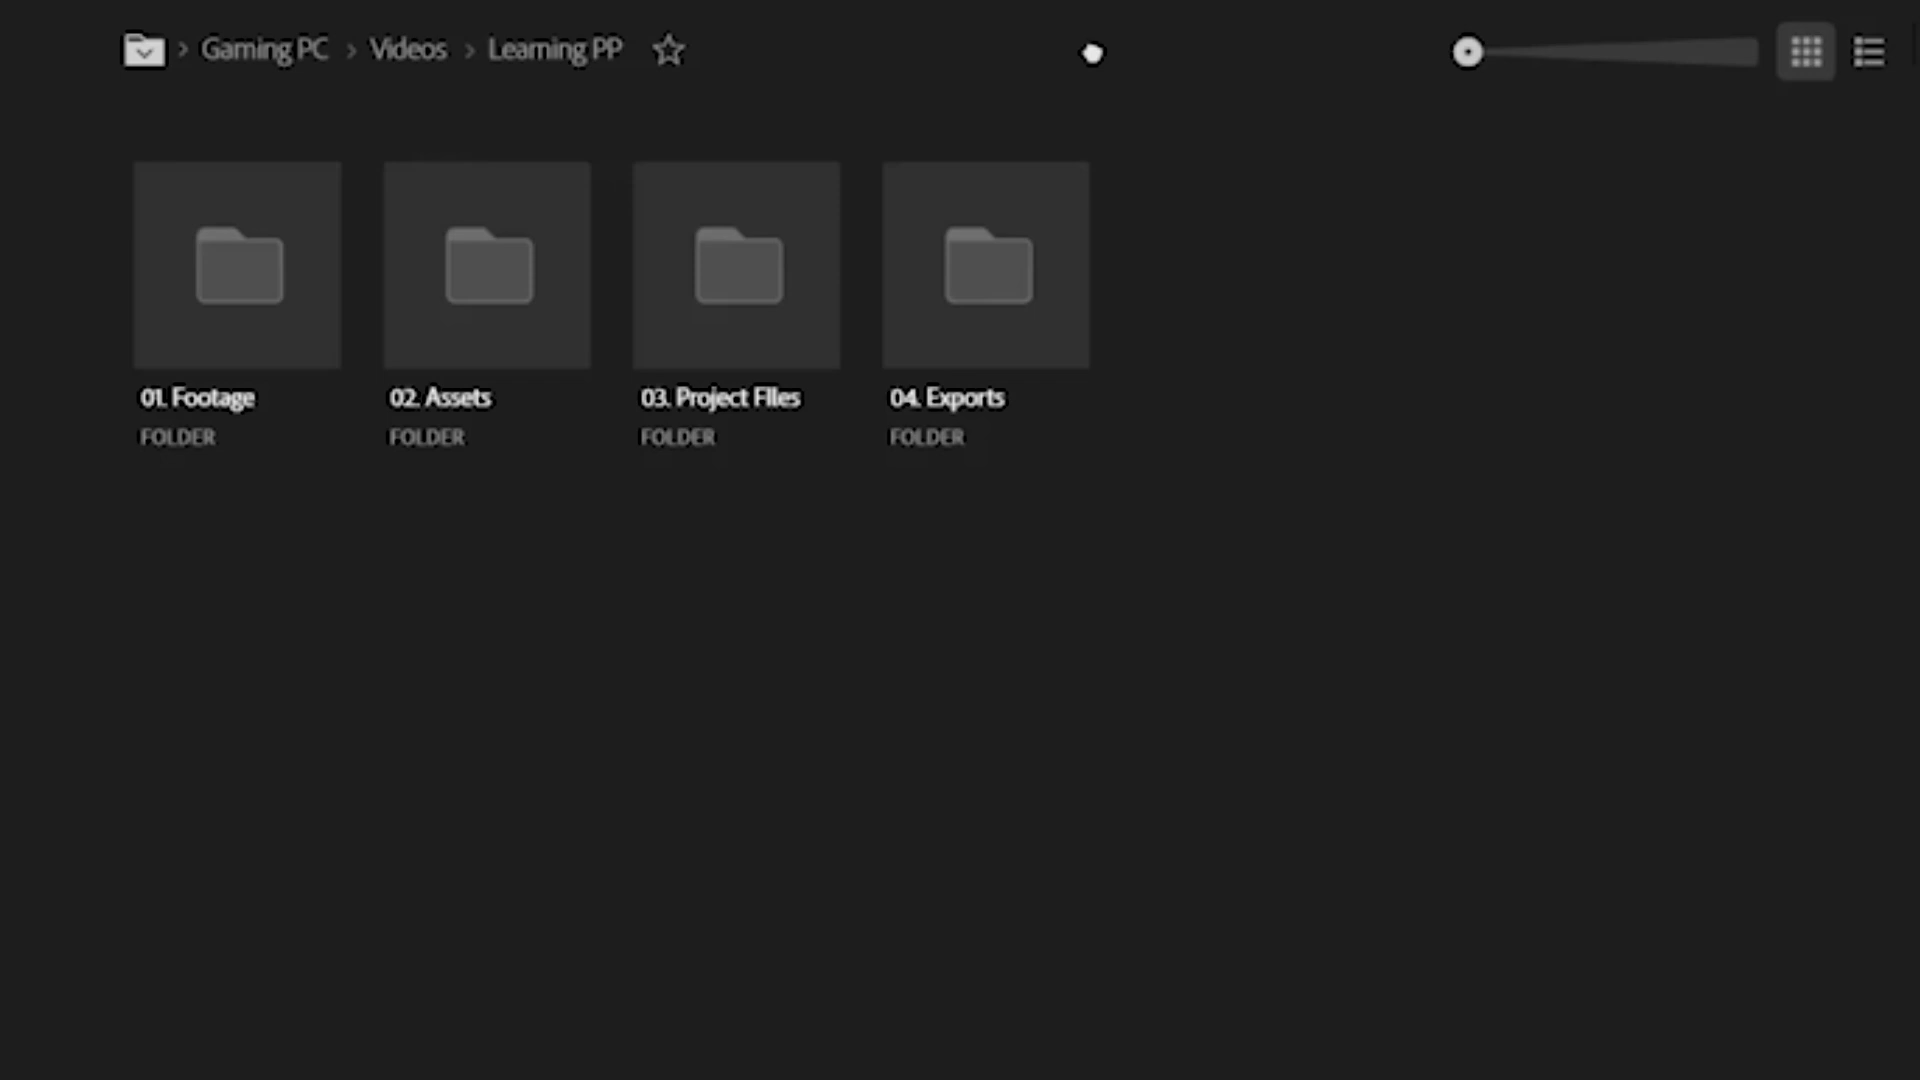 Gaming PC > Videos > Learning PP
01. Footage
FOLDER
02. Assets
FOLDER
03. Project FIles
FOLDER
04. Exports
FOLDER